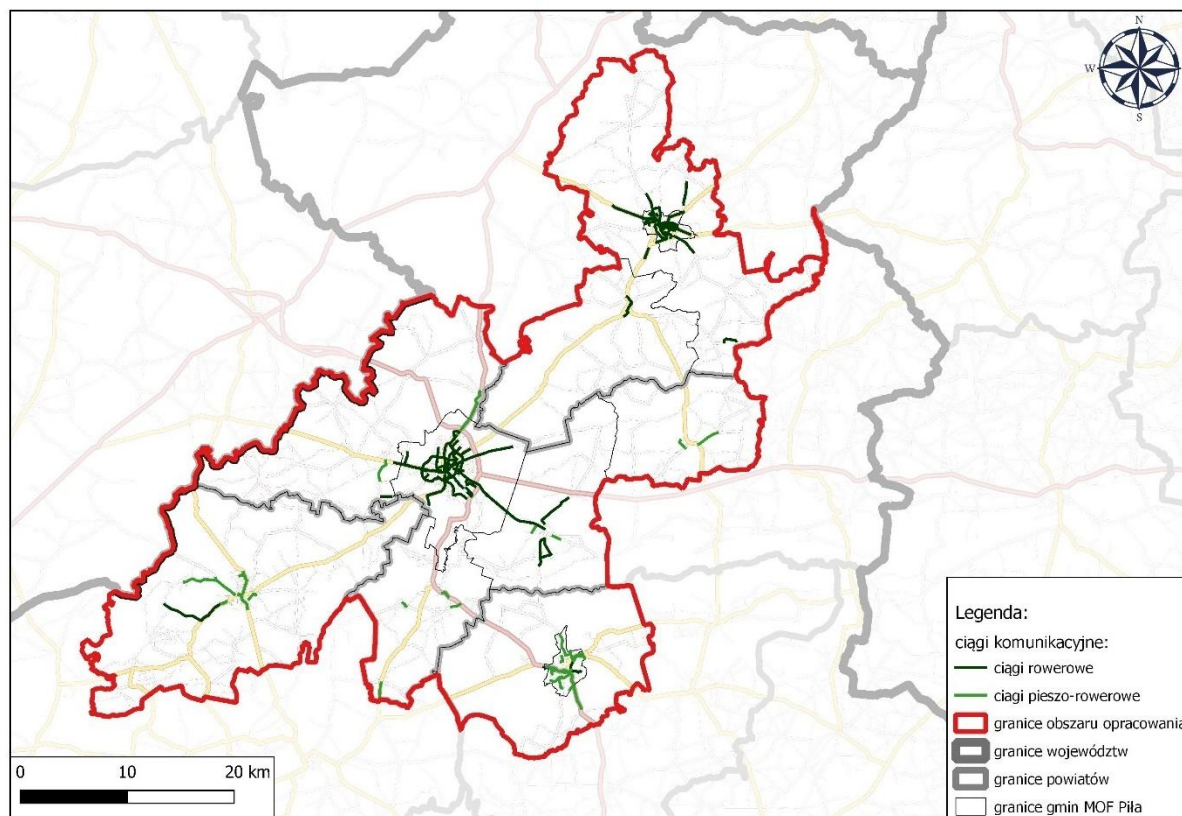 N
W
S
Legenda:
ciągi komunikacyjne:
ciągi rowerowe
ciągi pieszo-rowerowe
granice obszaru opracowania
granice województw
granice powiatów
granice gmin MOF Piła
0 10 20 km